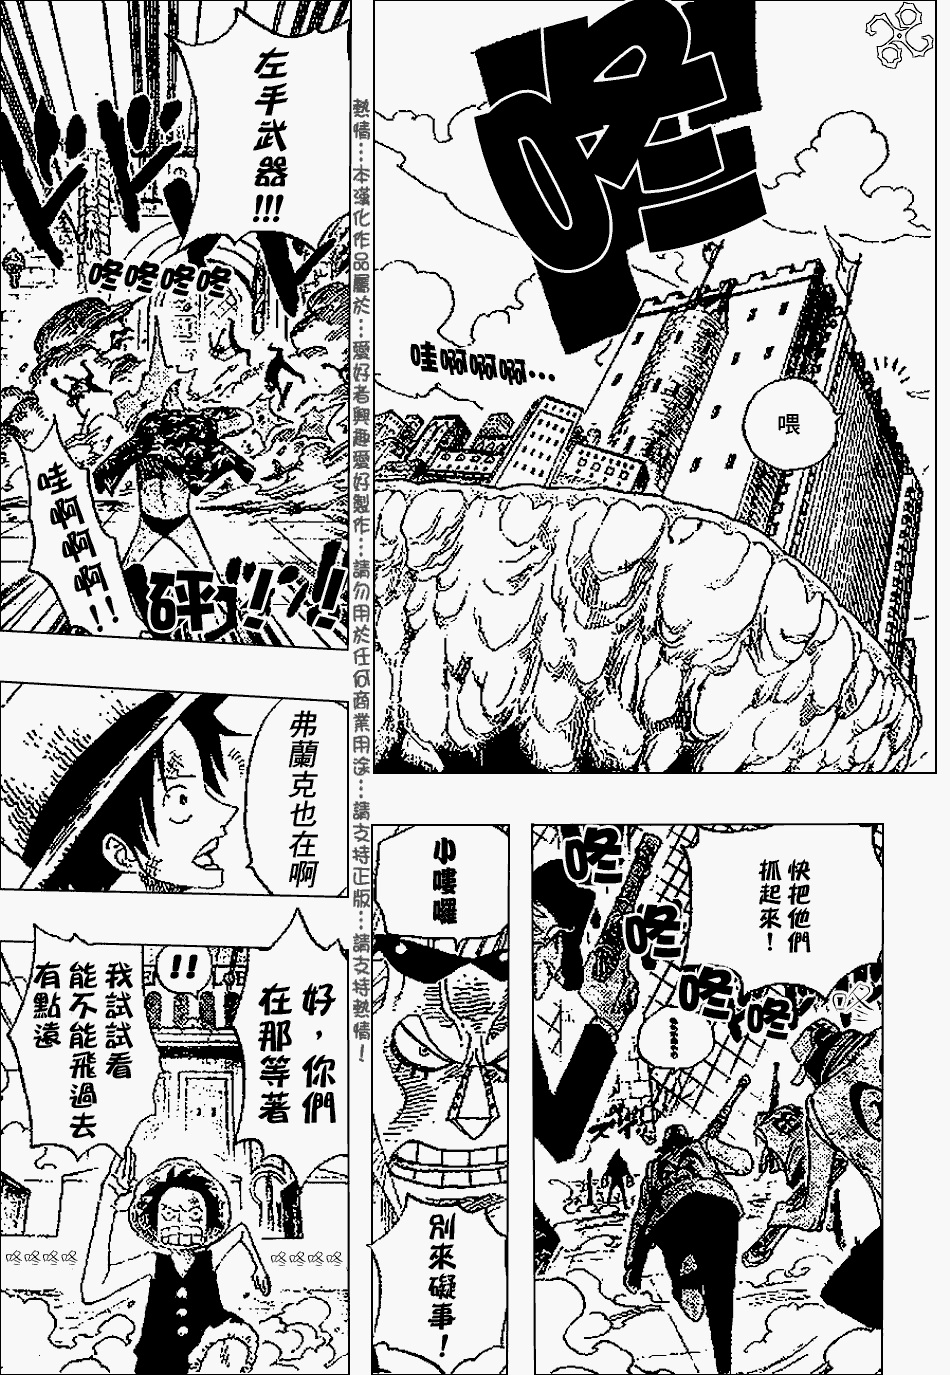 咚
哇啊啊啊…
喂
快把他們
抓起來！
咚
咚
咚咚
小嘍囉
別來礙事！
左手武器!!!
咚咚咚咚
哇啊啊啊!!
砰
弗蘭克也在啊
好，你們
在那等著
!!
我試試看
能不能飛過去
有點遠
咚咚咚咚
咚咚咚咚
熱情…本漢化作品屬於…愛好者興趣愛好製作…請勿用於任何商業用途…請支持正版…請支持熱情！